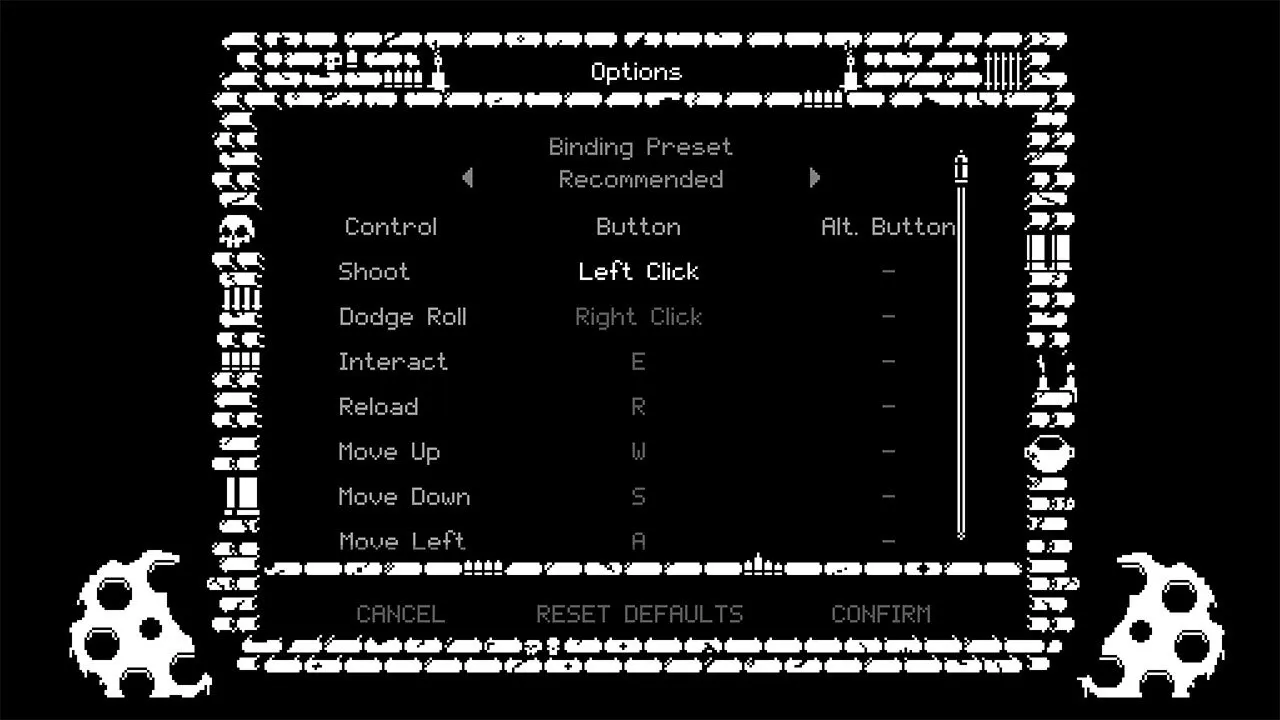 Options
Binding Preset
Recommended
Control Button Alt. Button
Shoot Left Click –
Dodge Roll Right Click –
Interact E –
Reload R –
Move Up W –
Move Down S –
Move Left A –
CANCEL RESET DEFAULTS CONFIRM